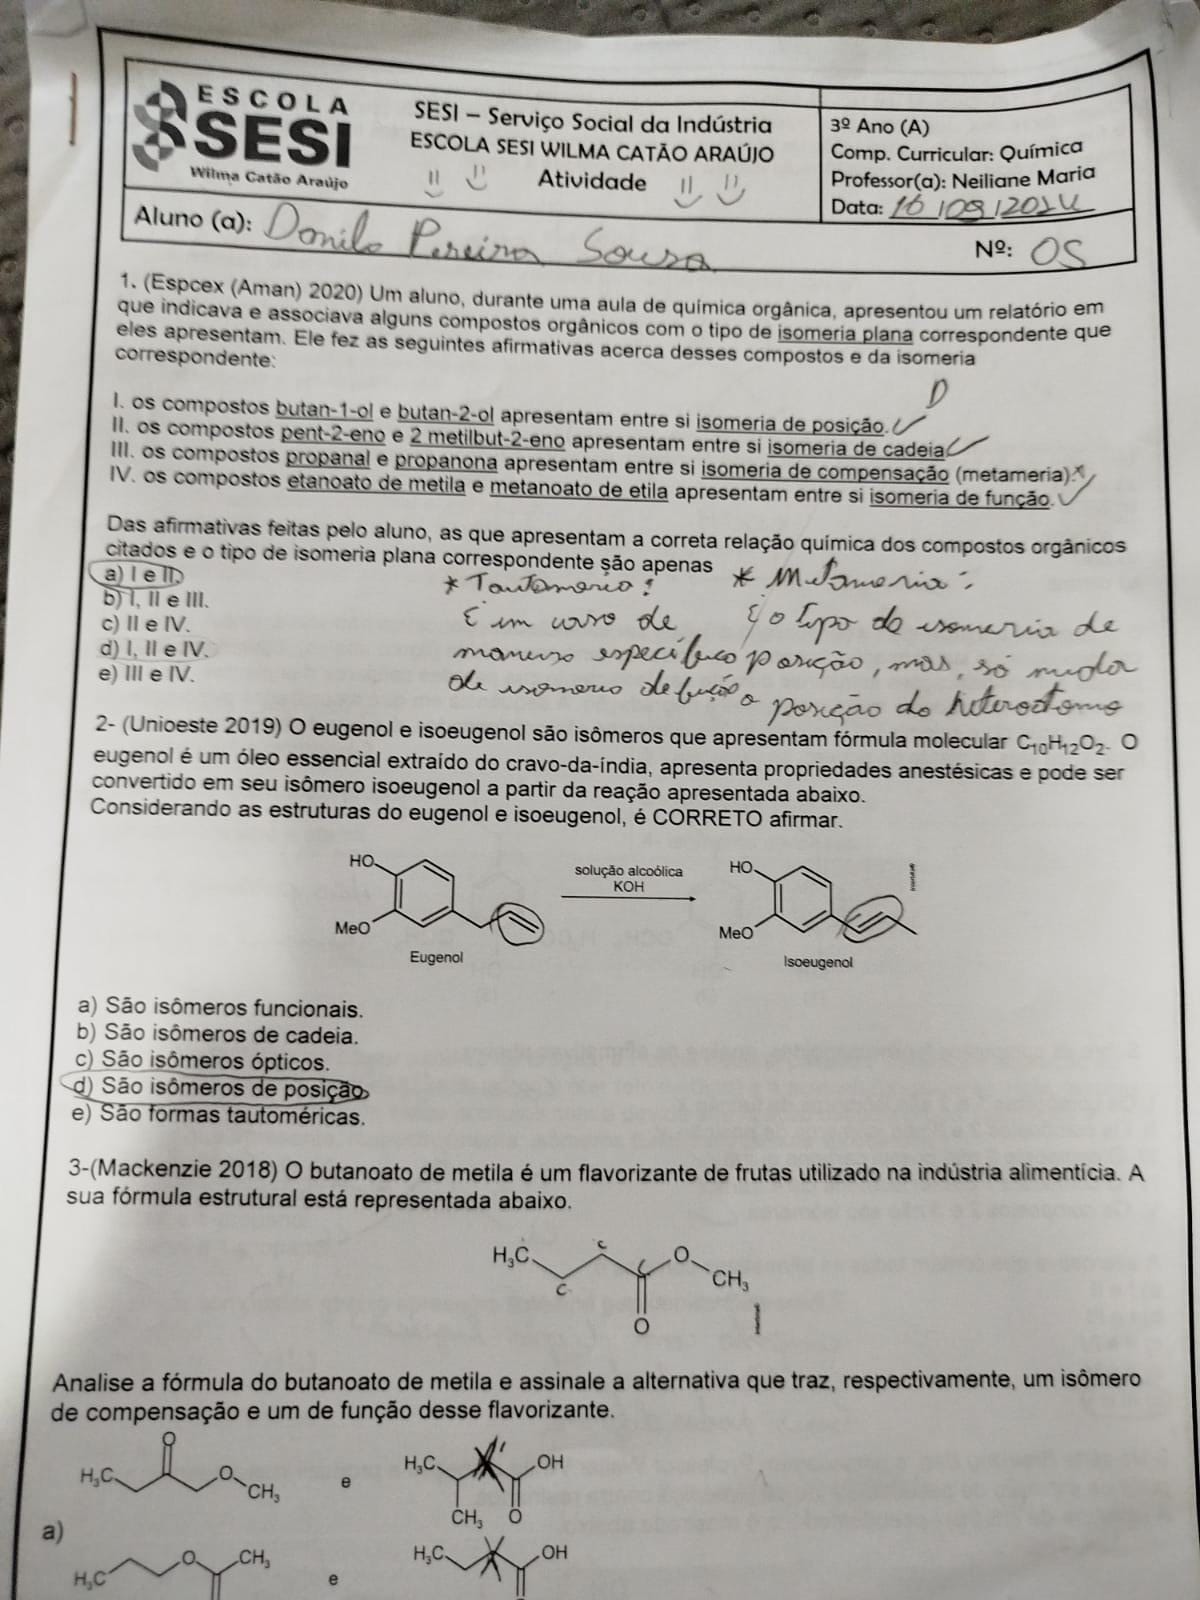 ESCOLA
SESI
Wilma Catão Araújo
SESI – Serviço Social da Indústria
ESCOLA SESI WILMA CATÃO ARAÚJO
Atividade
3º Ano (A)
Comp. Curricular: Química
Professor(a): Neiliane Maria
Data: 16/09/2024
Aluno (a): Danilo Pereira Sousa
Nº: 05
1. (Espcex (Aman) 2020) Um aluno, durante uma aula de química orgânica, apresentou um relatório em
que indicava e associava alguns compostos orgânicos com o tipo de isomeria plana correspondente que
eles apresentam. Ele fez as seguintes afirmativas acerca desses compostos e da isomeria
correspondente:
D
I. os compostos butan-1-ol e butan-2-ol apresentam entre si isomeria de posição.
II. os compostos pent-2-eno e 2 metilbut-2-eno apresentam entre si isomeria de cadeia.
III. os compostos propanal e propanona apresentam entre si isomeria de compensação (metameria).
IV. os compostos etanoato de metila e metanoato de etila apresentam entre si isomeria de função.
Das afirmativas feitas pelo aluno, as que apresentam a correta relação química dos compostos orgânicos
citados e o tipo de isomeria plana correspondente são apenas
a) I e II.
b) I, II e III.
c) II e IV.
d) I, II e IV.
e) III e IV.
* Tautomeria:
É um caso de
específico
de isomeria de função
* Metameria:
É o tipo de isomeria de
posição, mas, só muda
a posição do heteroátomo
2- (Unioeste 2019) O eugenol e isoeugenol são isômeros que apresentam fórmula molecular C10H12O2. O
eugenol é um óleo essencial extraído do cravo-da-índia, apresenta propriedades anestésicas e pode ser
convertido em seu isômero isoeugenol a partir da reação apresentada abaixo.
Considerando as estruturas do eugenol e isoeugenol, é CORRETO afirmar.
HO
MeO
Eugenol
solução alcoólica
KOH
HO
MeO
Isoeugenol
a) São isômeros funcionais.
b) São isômeros de cadeia.
c) São isômeros ópticos.
d) São isômeros de posição
e) São formas tautoméricas.
3-(Mackenzie 2018) O butanoato de metila é um flavorizante de frutas utilizado na indústria alimentícia. A
sua fórmula estrutural está representada abaixo.
H3C
c
c
c
O
CH3
O
Analise a fórmula do butanoato de metila e assinale a alternativa que traz, respectivamente, um isômero
de compensação e um de função desse flavorizante.
O
H3C
O
CH3
e
H3C
OH
CH3
O
a)
H3C
O
CH3
e
H3C
OH